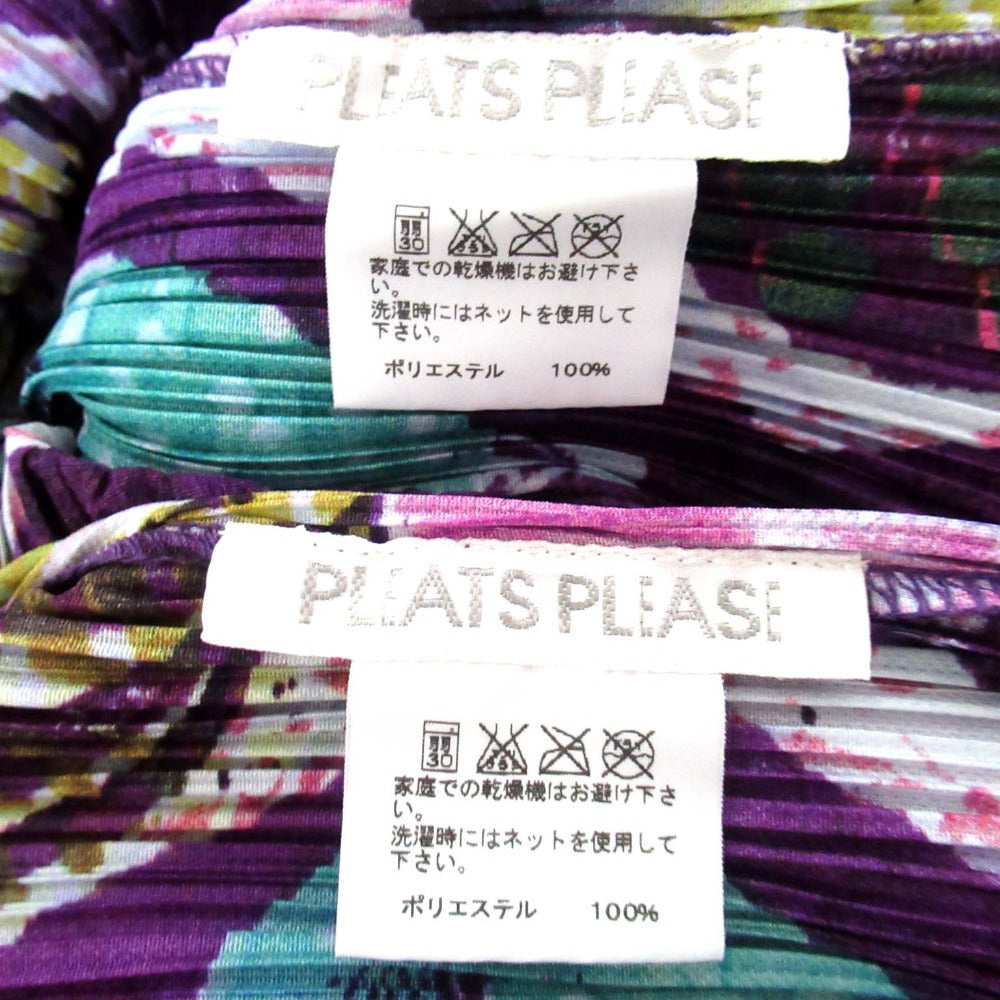 PLEATS PLEASE
弱
30
家庭での乾燥機はお避け下さ
い。
洗濯時にはネットを使用して
下さい。
ポリエステル 100%
PLEATS PLEASE
30
家庭での乾燥機はお避け下さ
い。
洗濯時にはネットを使用して
下さい。
ポリエステル 100%